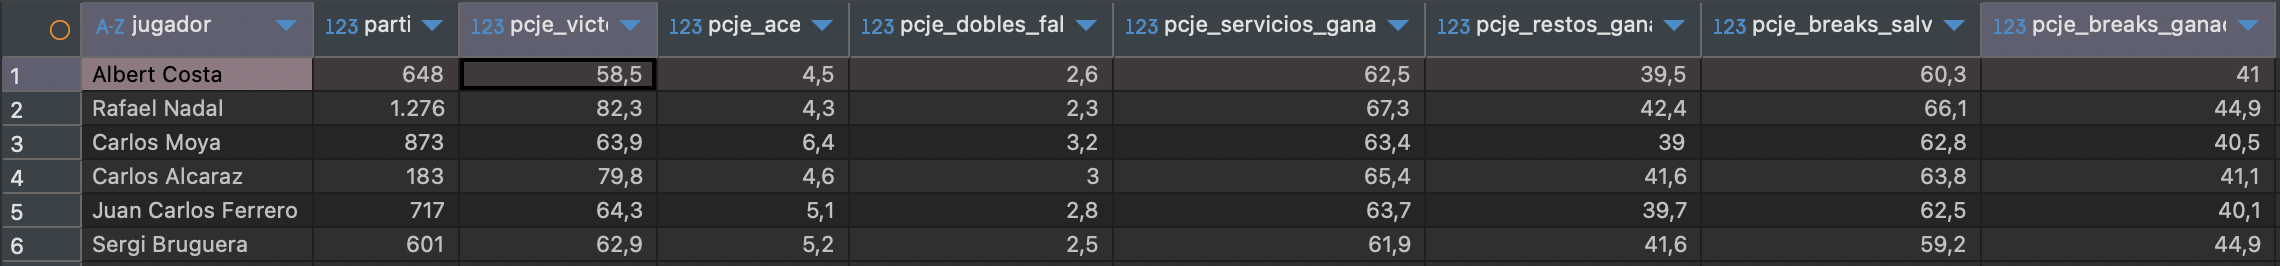 A-Z jugador 123 parti 123 pcje_victo 123 pcje_ace 123 pcje_dobles_fal 123 pcje_servicios_gana 123 pcje_restos_gana 123 pcje_breaks_salv 123 pcje_breaks_ganad
1 Albert Costa 648 58,5 4,5 2,6 62,5 39,5 60,3 41
2 Rafael Nadal 1.276 82,3 4,3 2,3 67,3 42,4 66,1 44,9
3 Carlos Moya 873 63,9 6,4 3,2 63,4 39 62,8 40,5
4 Carlos Alcaraz 183 79,8 4,6 3 65,4 41,6 63,8 41,1
5 Juan Carlos Ferrero 717 64,3 5,1 2,8 63,7 39,7 62,5 40,1
6 Sergi Bruguera 601 62,9 5,2 2,5 61,9 41,6 59,2 44,9